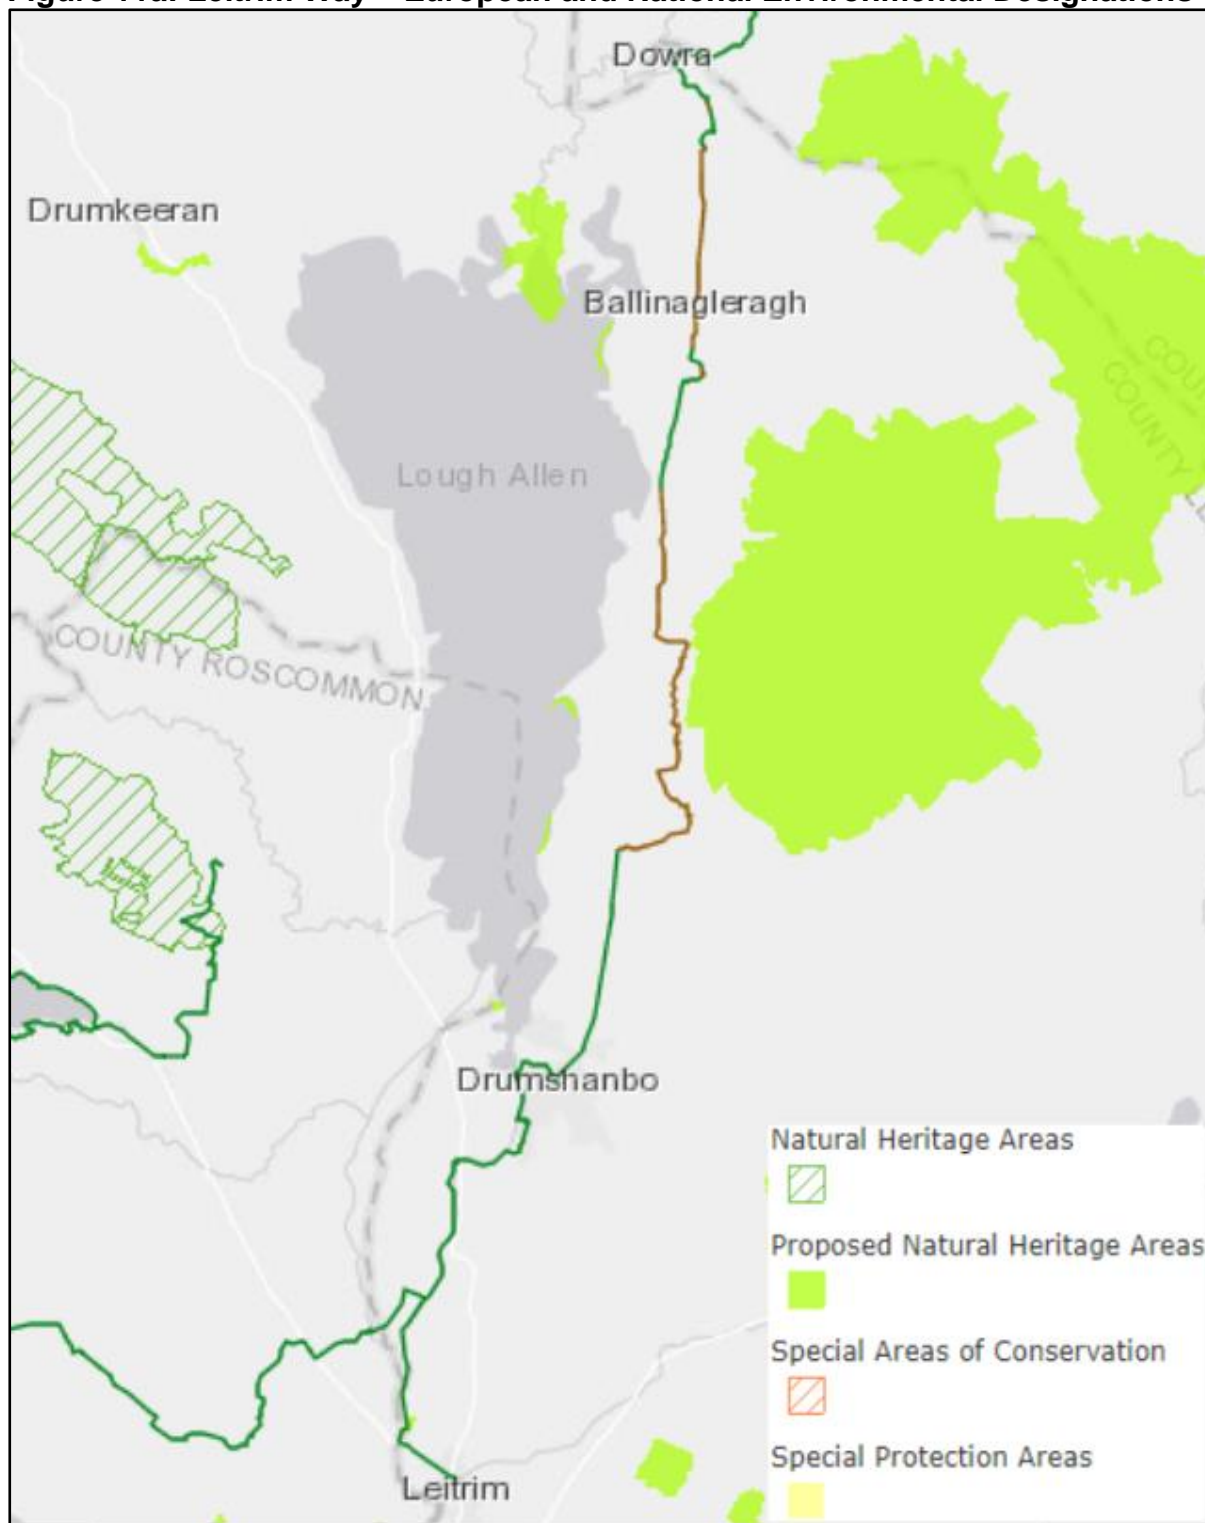 Dowra
Drumkeeran
Ballinagleragh
COUNTY
Lough Allen
COUNTY ROSCOMMON
Drumshanbo
Natural Heritage Areas
Proposed Natural Heritage Areas
Special Areas of Conservation
Special Protection Areas
Leitrim